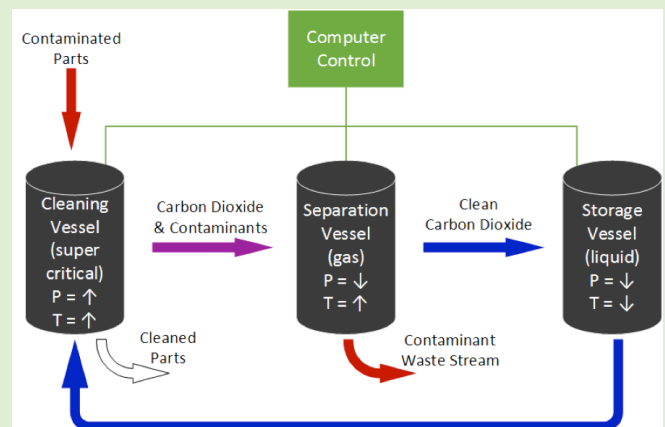 Contaminated
Parts
Computer
Control
Cleaning
Vessel
(super
critical)
P = ↑
T = ↑
Carbon Dioxide
& Contaminants
Separation
Vessel
(gas)
P = ↓
T = ↑
Clean
Carbon Dioxide
Storage
Vessel
(liquid)
P = ↓
T = ↓
Cleaned
Parts
Contaminant
Waste Stream